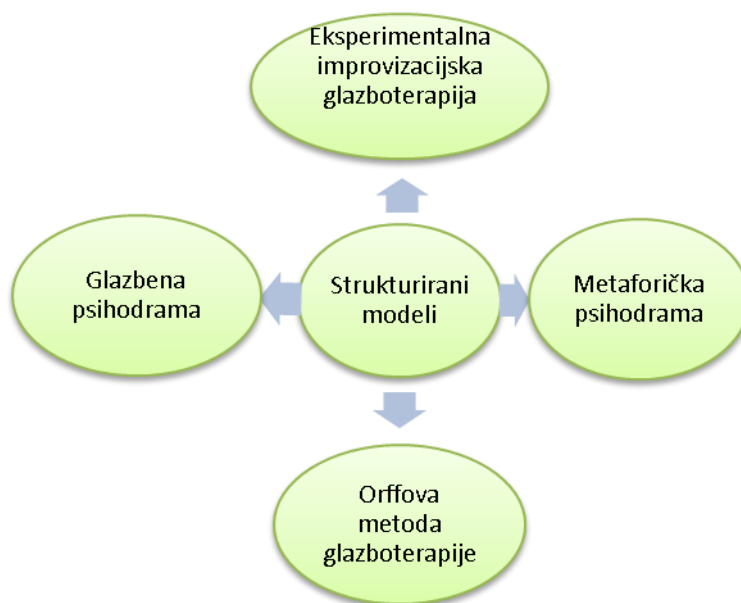 Eksperimentalna
improvizacijska
glazboterapija
Glazbena
psihodrama
Strukturirani
modeli
Metaforička
psihodrama
Orffova
metoda
glazboterapije